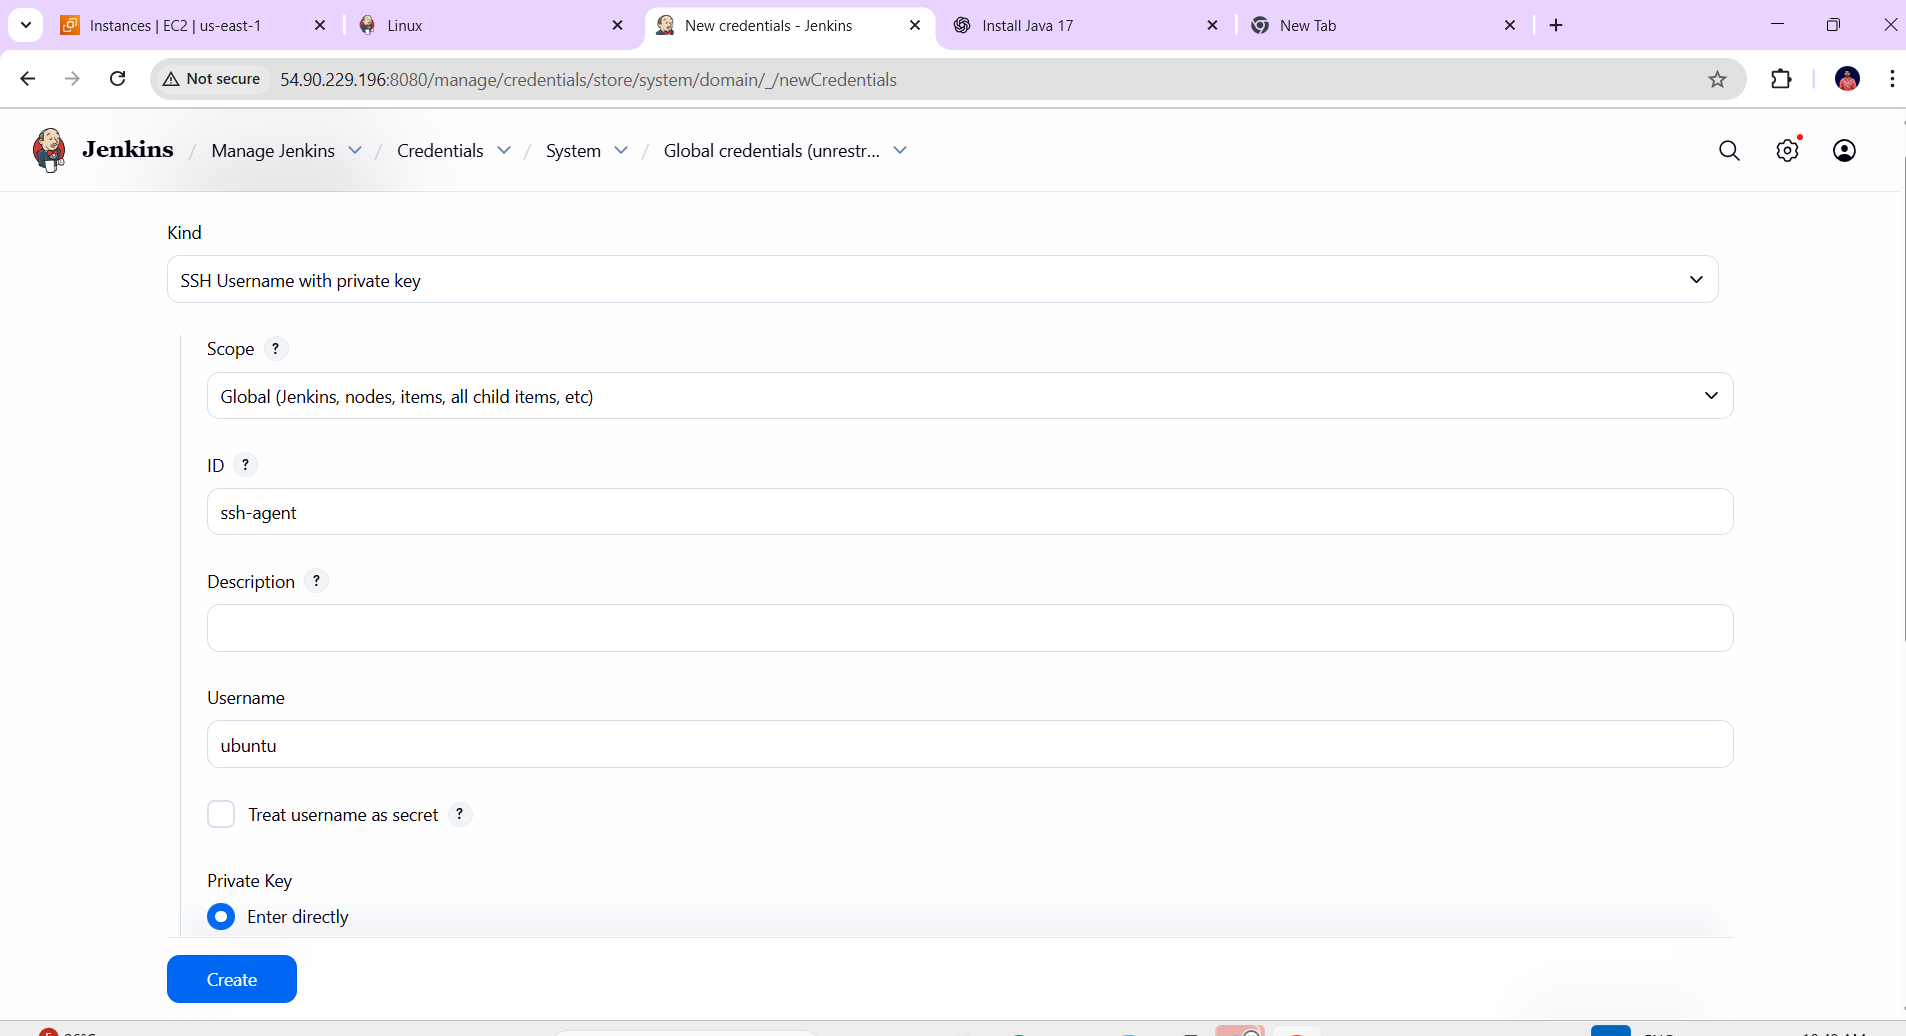 Instances | EC2 | us-east-1
Linux
New credentials - Jenkins
Install Java 17
New Tab
Not secure
54.90.229.196:8080/manage/credentials/store/system/domain/_/newCredentials
Jenkins / Manage Jenkins / Credentials / System / Global credentials (unrestr...
Kind
SSH Username with private key
Scope ?
Global (Jenkins, nodes, items, all child items, etc)
ID ?
ssh-agent
Description ?
Username
ubuntu
Treat username as secret ?
Private Key
Enter directly
Create